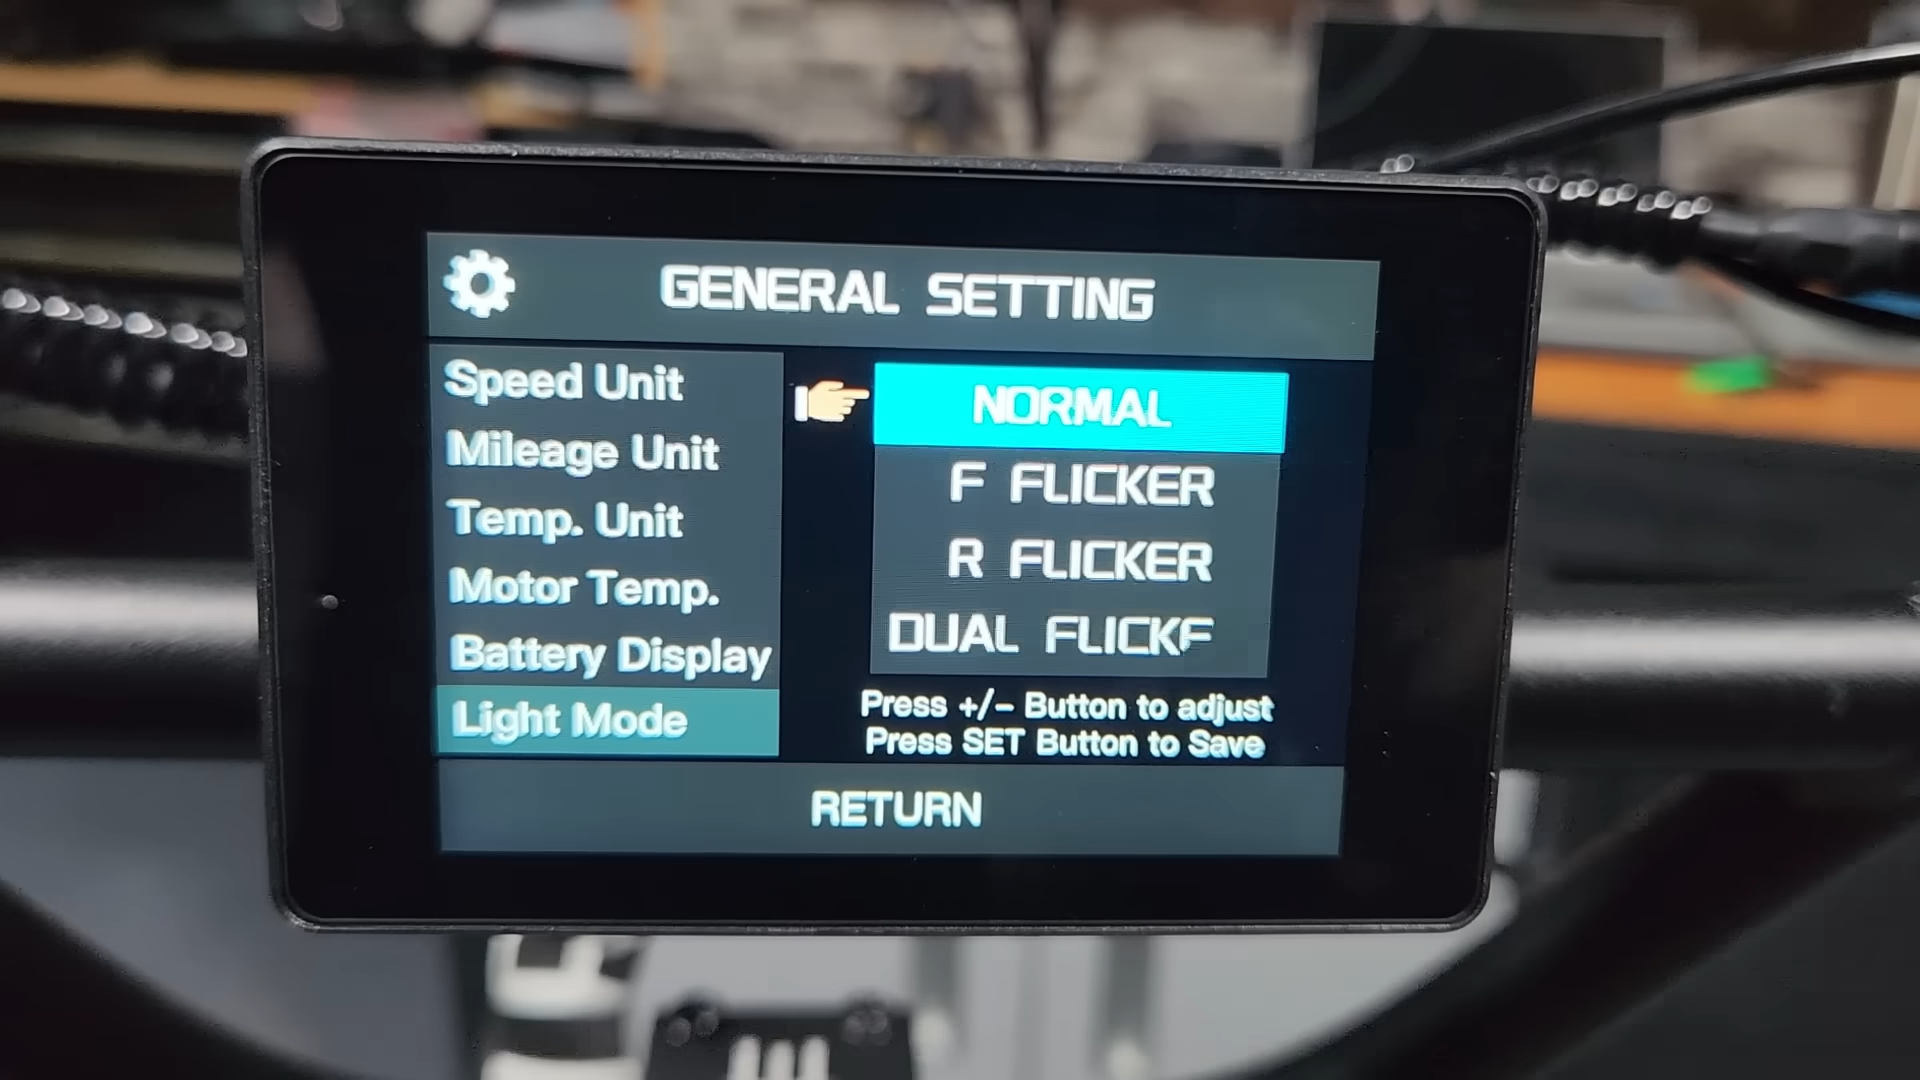 GENERAL SETTING
Speed Unit
Mileage Unit
Temp. Unit
Motor Temp.
Battery Display
Light Mode
NORMAL
F FLICKER
R FLICKER
DUAL FLICKE
Press +/- Button to adjust
Press SET Button to Save
RETURN